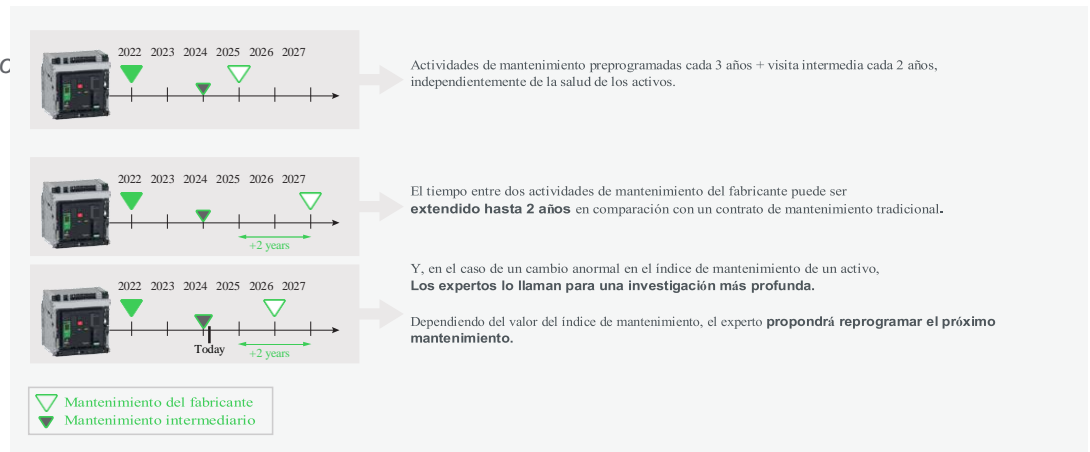 2022 2023 2024 2025 2026 2027
Actividades de mantenimiento preprogramadas cada 3 años + visita intermedia cada 2 años,
independientemente de la salud de los activos.
2022 2023 2024 2025 2026 2027
+2 years
El tiempo entre dos actividades de mantenimiento del fabricante puede ser
extendido hasta 2 años en comparación con un contrato de mantenimiento tradicional.
2022 2023 2024 2025 2026 2027
Today
+2 years
Y, en el caso de un cambio anormal en el índice de mantenimiento de un activo,
Los expertos lo llaman para una investigación más profunda.
Dependiendo del valor del índice de mantenimiento, el experto propondrá reprogramar el próximo
mantenimiento.
Mantenimiento del fabricante
Mantenimiento intermediario